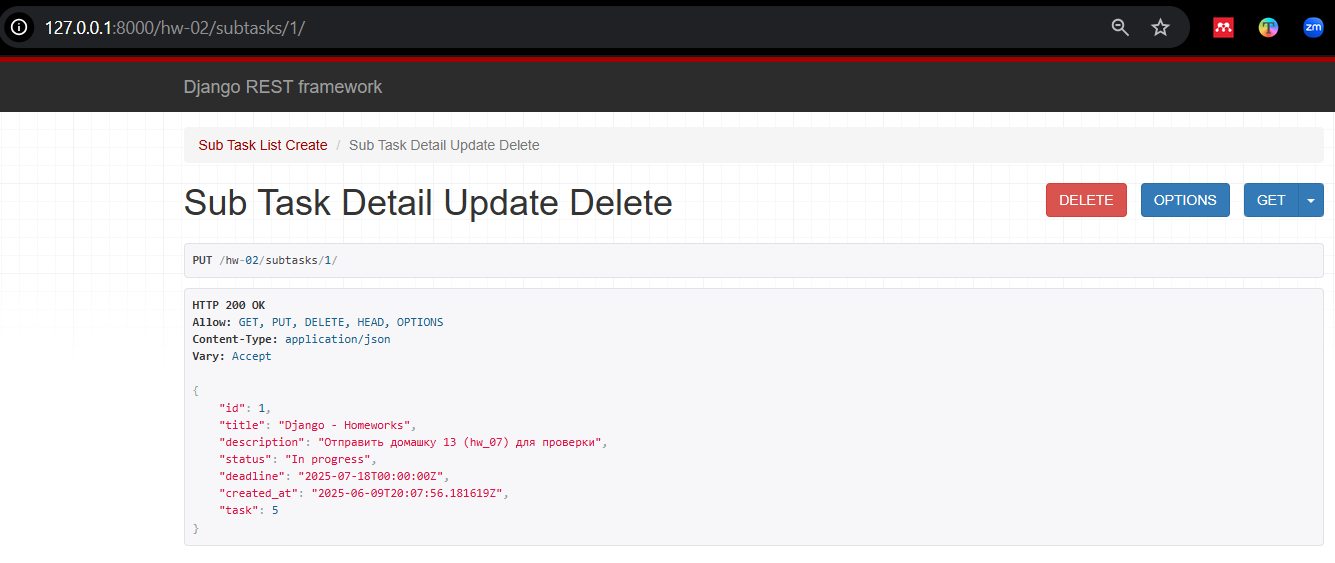 127.0.0.1:8000/hw-02/subtasks/1/
zm
Django REST framework
Sub Task List Create / Sub Task Detail Update Delete
Sub Task Detail Update Delete
DELETE OPTIONS GET
PUT /hw-02/subtasks/1/
HTTP 200 OK
Allow: GET, PUT, DELETE, HEAD, OPTIONS
Content-Type: application/json
Vary: Accept
{
"id": 1,
"title": "Django - Homeworks",
"description": "Отправить домашку 13 (hw_07) для проверки",
"status": "In progress",
"deadline": "2025-07-18T00:00:00Z",
"created_at": "2025-06-09T20:07:56.181619Z",
"task": 5
}